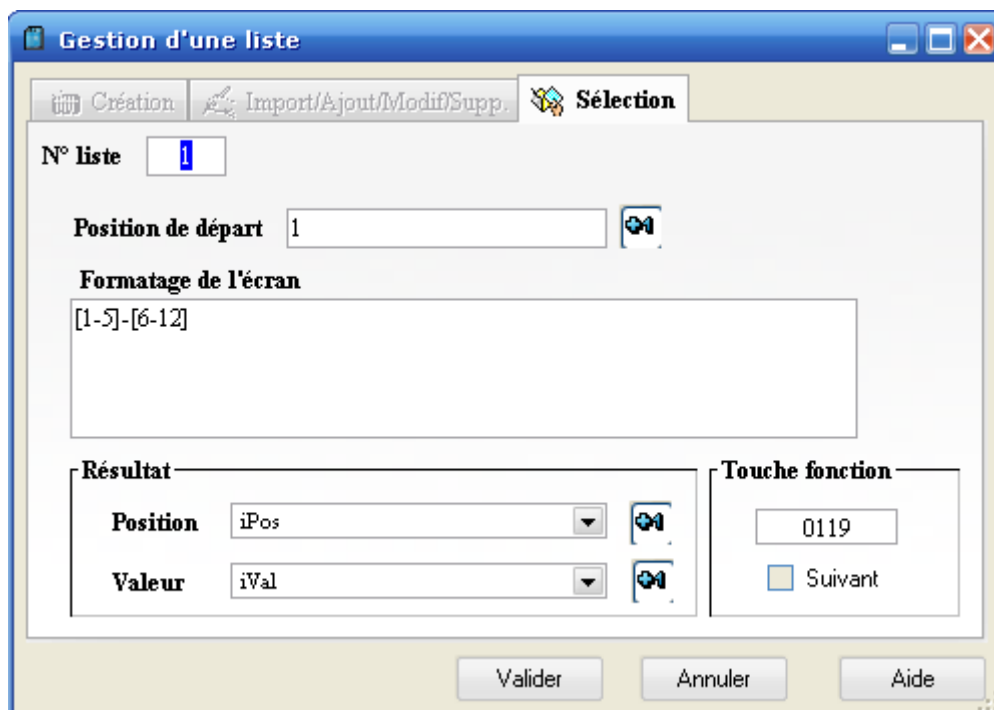 Gestion d'une liste
Création Import/Ajout/Modif/Supp. Sélection
N° liste 1
Position de départ 1
Formatage de l'écran
[1-5]-[6-12]
Résultat Touche fonction
Position iPos 0119
Valeur iVal Suivant
Valider Annuler Aide